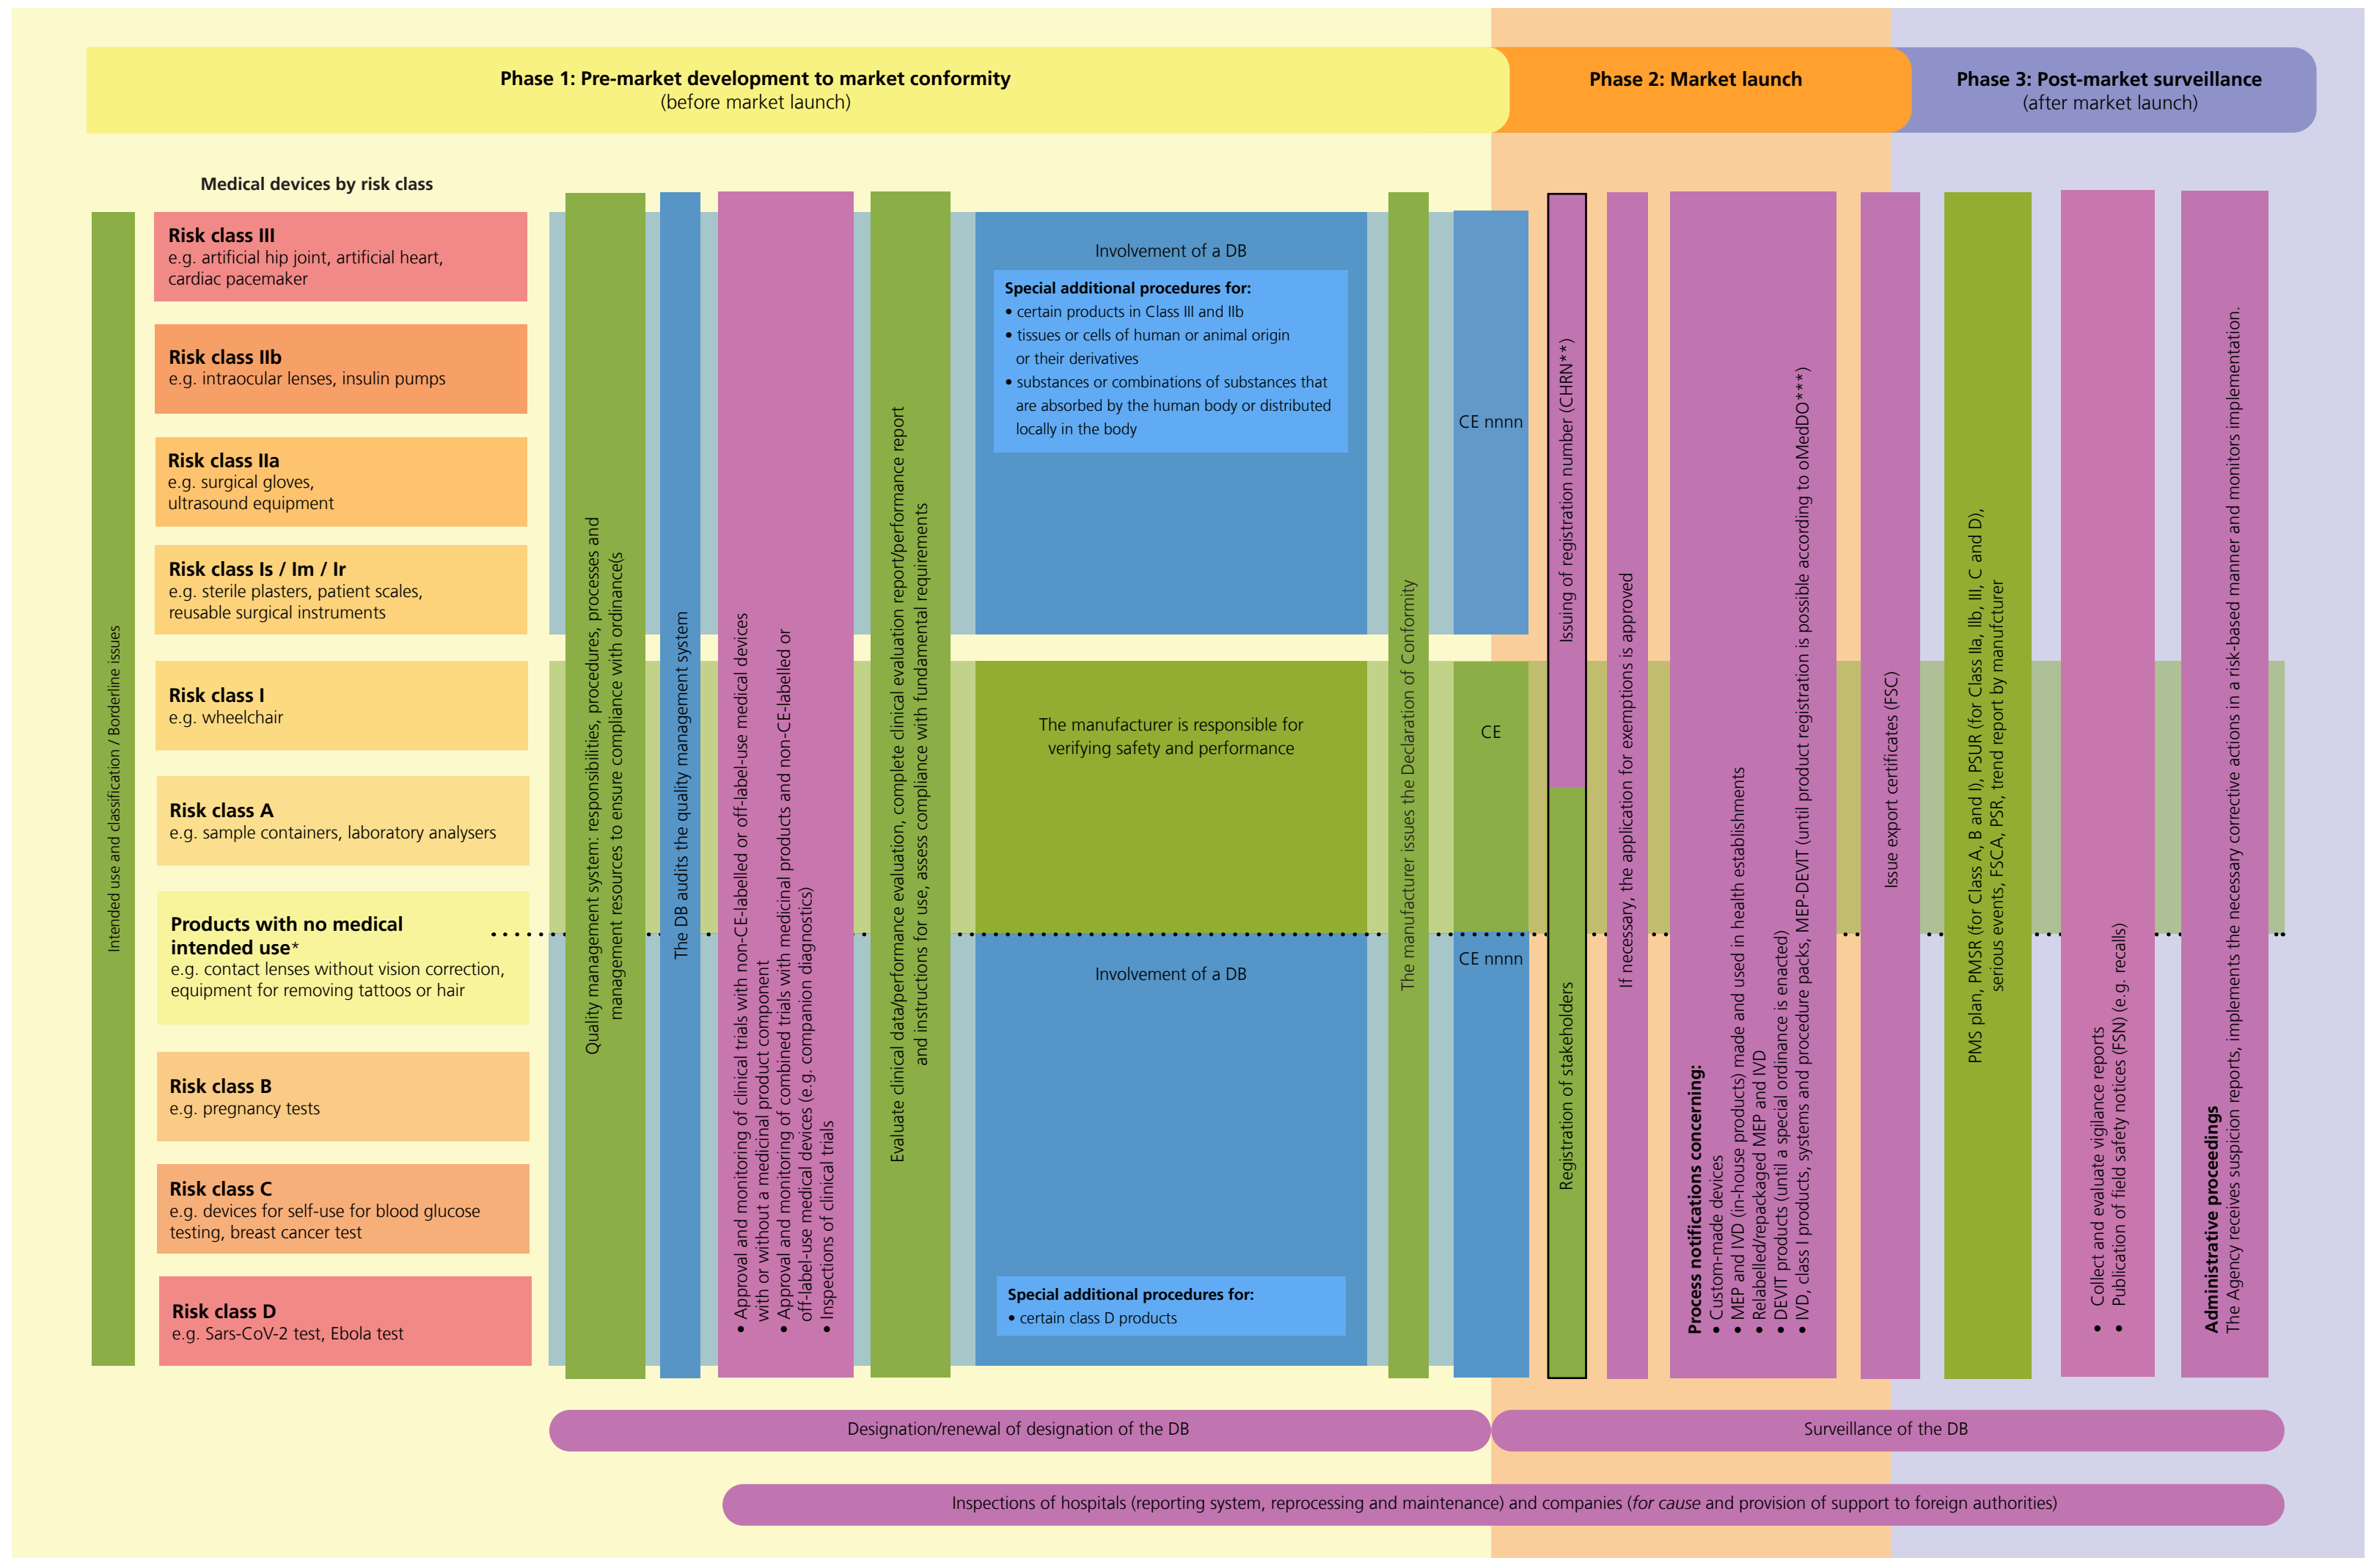 Phase 1: Pre-market development to market conformity
(before market launch)
Phase 2: Market launch
Phase 3: Post-market surveillance
(after market launch)
Medical devices by risk class
Intended use and classification / Borderline issues
Risk class III
e.g. artificial hip joint, artificial heart,
cardiac pacemaker
Risk class IIb
e.g. intraocular lenses, insulin pumps
Risk class IIa
e.g. surgical gloves,
ultrasound equipment
Risk class Is / Im / Ir
e.g. sterile plasters, patient scales,
reusable surgical instruments
Risk class I
e.g. wheelchair
Risk class A
e.g. sample containers, laboratory analysers
Products with no medical
intended use*
e.g. contact lenses without vision correction,
equipment for removing tattoos or hair
Risk class B
e.g. pregnancy tests
Risk class C
e.g. devices for self-use for blood glucose
testing, breast cancer test
Risk class D
e.g. Sars-CoV-2 test, Ebola test
Quality management system: responsibilities, procedures, processes and
management resources to ensure compliance with ordinance(s
The DB audits the quality management system
• Approval and monitoring of clinical trials with non-CE-labelled or off-label-use medical devices
with or without a medicinal product component
• Approval and monitoring of combined trials with medicinal products and non-CE-labelled or
off-label-use medical devices (e.g. companion diagnostics)
• Inspections of clinical trials
Evaluate clinical data/performance evaluation, complete clinical evaluation report/performance report
and instructions for use, assess compliance with fundamental requirements
Involvement of a DB
Special additional procedures for:
• certain products in Class III and IIb
• tissues or cells of human or animal origin
or their derivatives
• substances or combinations of substances that
are absorbed by the human body or distributed
locally in the body
The manufacturer is responsible for
verifying safety and performance
Involvement of a DB
Special additional procedures for:
• certain class D products
The manufacturer issues the Declaration of Conformity
CE nnnn
CE
CE nnnn
Issuing of registration number (CHRN**)
Registration of stakeholders
If necessary, the application for exemptions is approved
Process notifications concerning:
• Custom-made devices
• MEP and IVD (in-house products) made and used in health establishments
• Relabelled/repackaged MEP and IVD
• DEVIT products (until a special ordinance is enacted)
• IVD, class I products, systems and procedure packs, MEP-DEVIT (until product registration is possible according to oMedDO***)
Issue export certificates (FSC)
PMS plan, PMSR (for Class A, B and I), PSUR (for Class IIa, IIb, III, C and D),
serious events, FSCA, PSR, trend report by manufcturer
• Collect and evaluate vigilance reports
• Publication of field safety notices (FSN) (e.g. recalls)
Administrative proceedings
The Agency receives suspicion reports, implements the necessary corrective actions in a risk-based manner and monitors implementation.
Designation/renewal of designation of the DB
Surveillance of the DB
Inspections of hospitals (reporting system, reprocessing and maintenance) and companies (for cause and provision of support to foreign authorities)